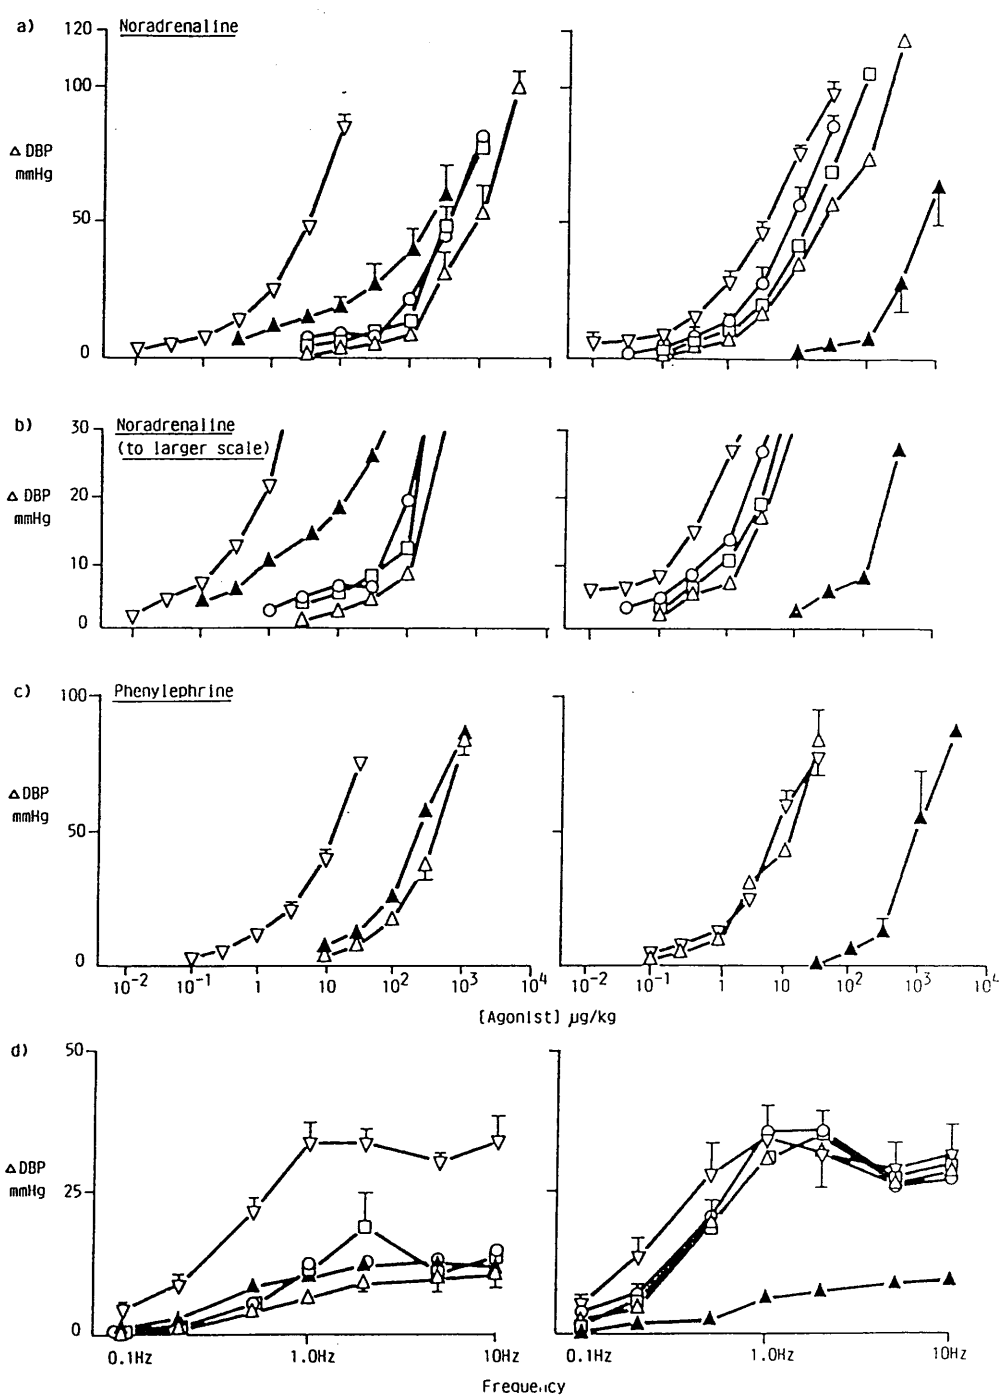 a)
Noradrenaline
120
100
50
0
Δ DBP
mmHg
b)
Noradrenaline
(to larger scale)
30
20
10
0
Δ DBP
mmHg
c)
Phenylephrine
100
50
0
Δ DBP
mmHg
10⁻² 10⁻¹ 1 10 10² 10³ 10⁴
10⁻² 10⁻¹ 1 10 10² 10³ 10⁴
[Agonist] µg/kg
d)
50
25
0
Δ DBP
mmHg
0.1Hz 1.0Hz 10Hz
0.1Hz 1.0Hz 10Hz
Frequency